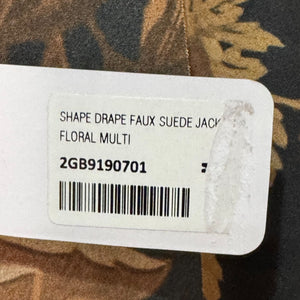 SHAPE DRAPE FAUX SUEDE JACK
FLORAL MULTI
2GB9190701